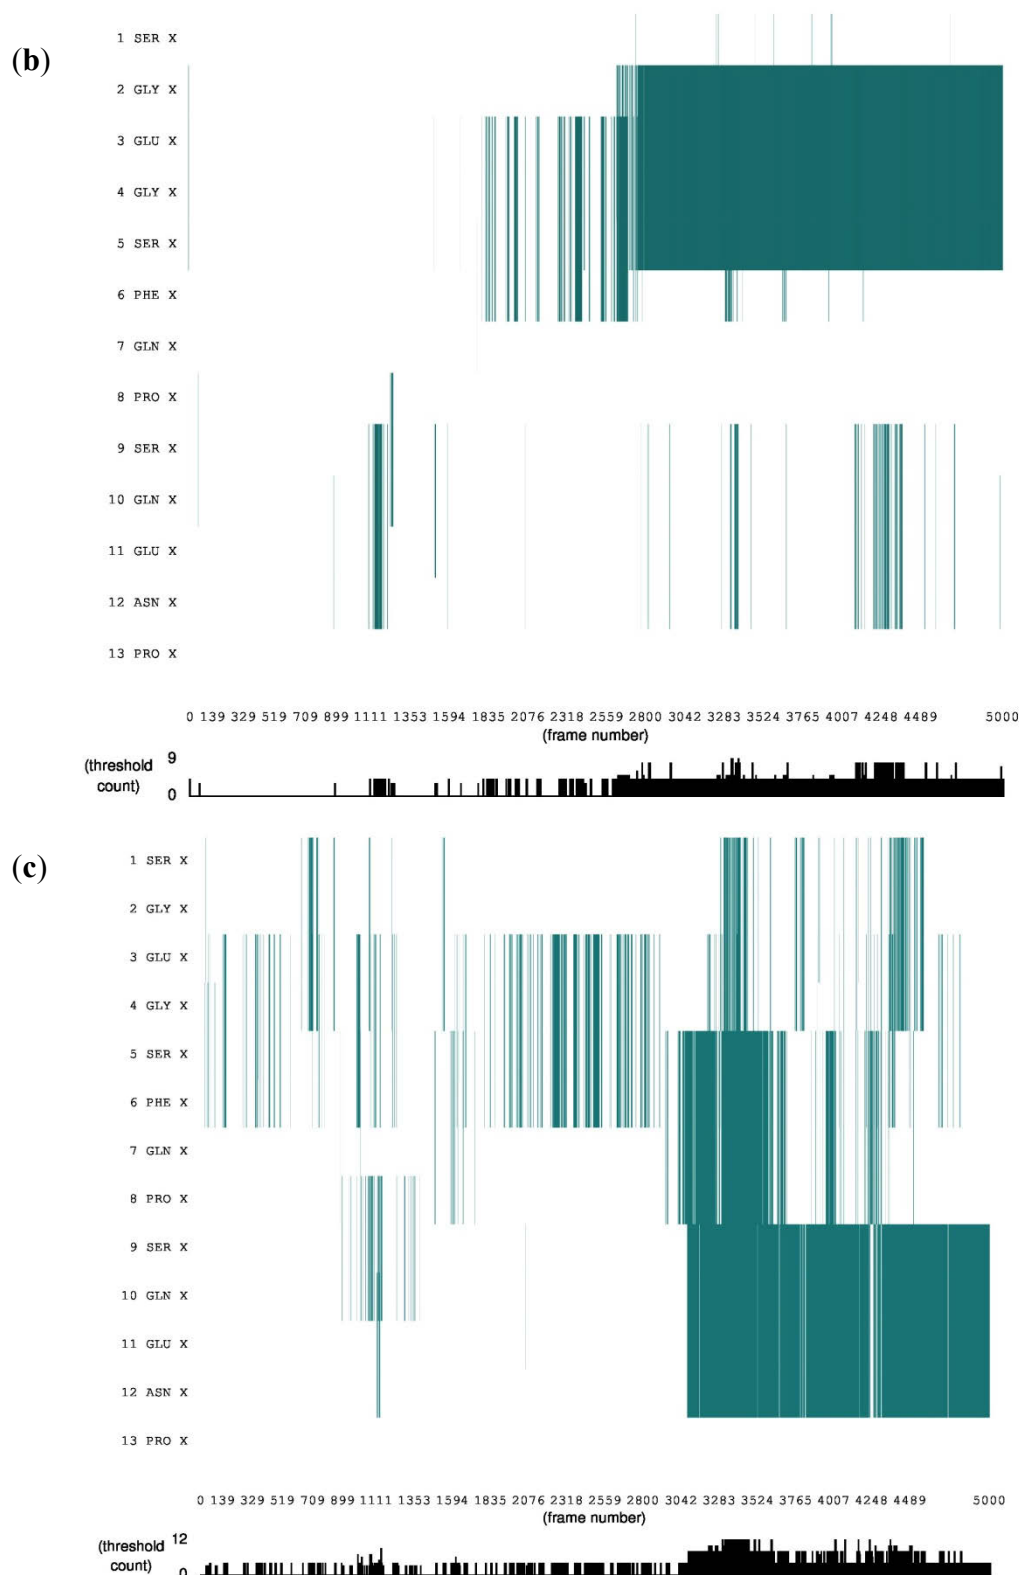 (b)
1 SER X
2 GLY X
3 GLU X
4 GLY X
5 SER X
6 PHE X
7 GLN X
8 PRO X
9 SER X
10 GLN X
11 GLU X
12 ASN X
13 PRO X
0 139 329 519 709 899 1111 1353 1594 1835 2076 2318 2559 2800 3042 3283 3524 3765 4007 4248 4489 5000
(frame number)
(threshold count) 9
0
(c)
1 SER X
2 GLY X
3 GLU X
4 GLY X
5 SER X
6 PHE X
7 GLN X
8 PRO X
9 SER X
10 GLN X
11 GLU X
12 ASN X
13 PRO X
0 139 329 519 709 899 1111 1353 1594 1835 2076 2318 2559 2800 3042 3283 3524 3765 4007 4248 4489 5000
(frame number)
(threshold count) 12
0